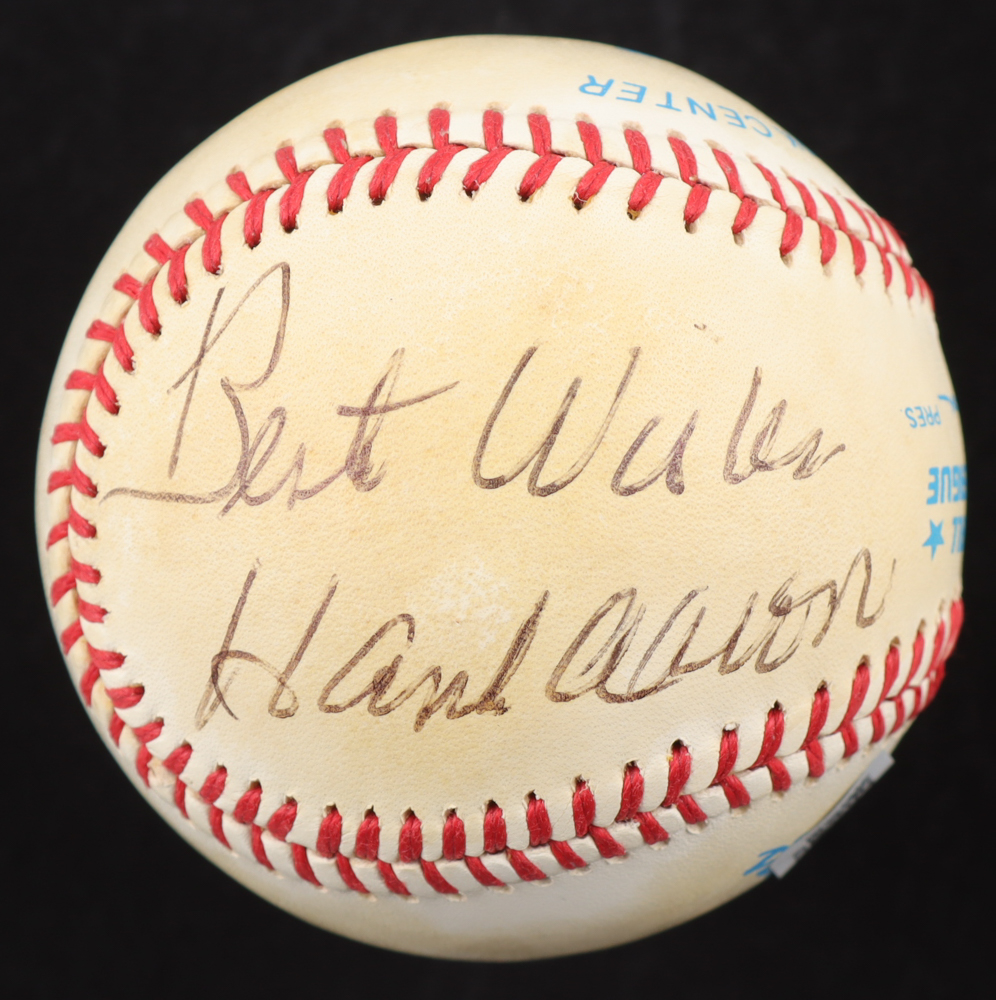 Best Wishes
Hank Aaron
CENTER
PRES.